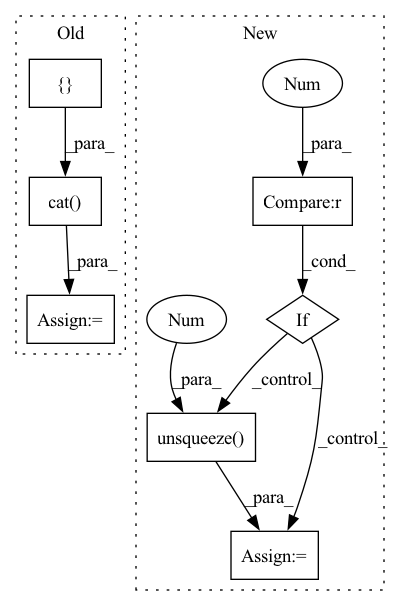 Old
New
{}
Num
_para_
_para_
cat()
Compare:r
_para_
_cond_
Assign:=
Num
If
_para_
_control_
_control_
unsqueeze()
_para_
Assign:=